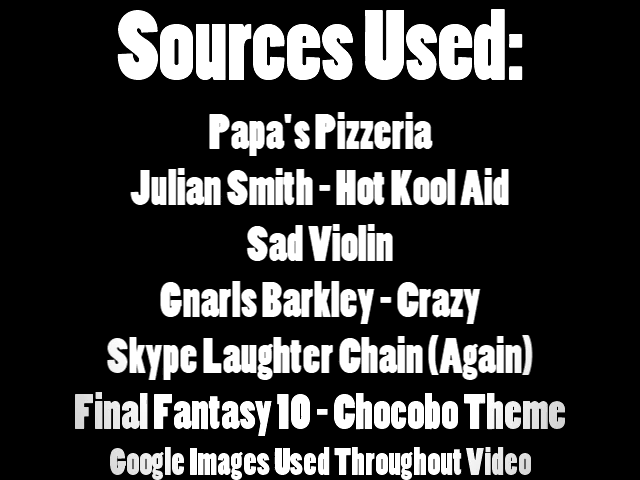 Sources Used:
Papa's Pizzeria
Julian Smith - Hot Kool Aid
Sad Violin
Gnarls Barkley - Crazy
Skype Laughter Chain (Again)
Final Fantasy 10 - Chocobo Theme
Google Images Used Throughout Video